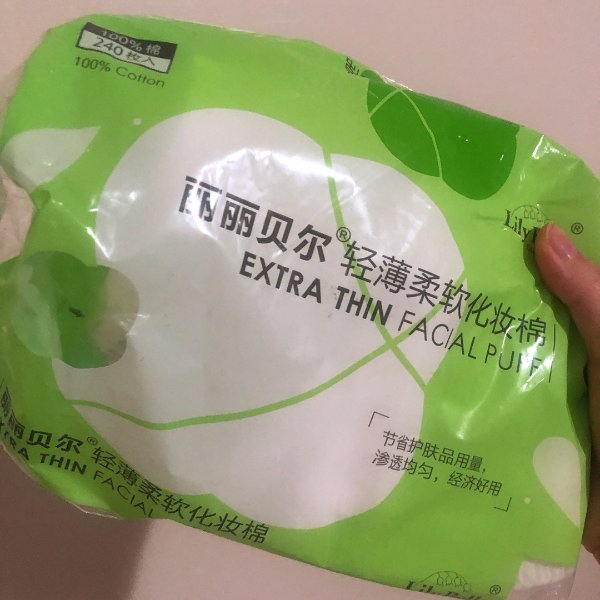 100%棉
240枚入
100% Cotton
丽丽贝尔®轻薄柔软化妆棉
EXTRA THIN FACIAL PUFF
节省护肤品用量，
渗透均匀，经济好用
丽丽贝尔®轻薄柔软化妆棉
EXTRA THIN FACIAL